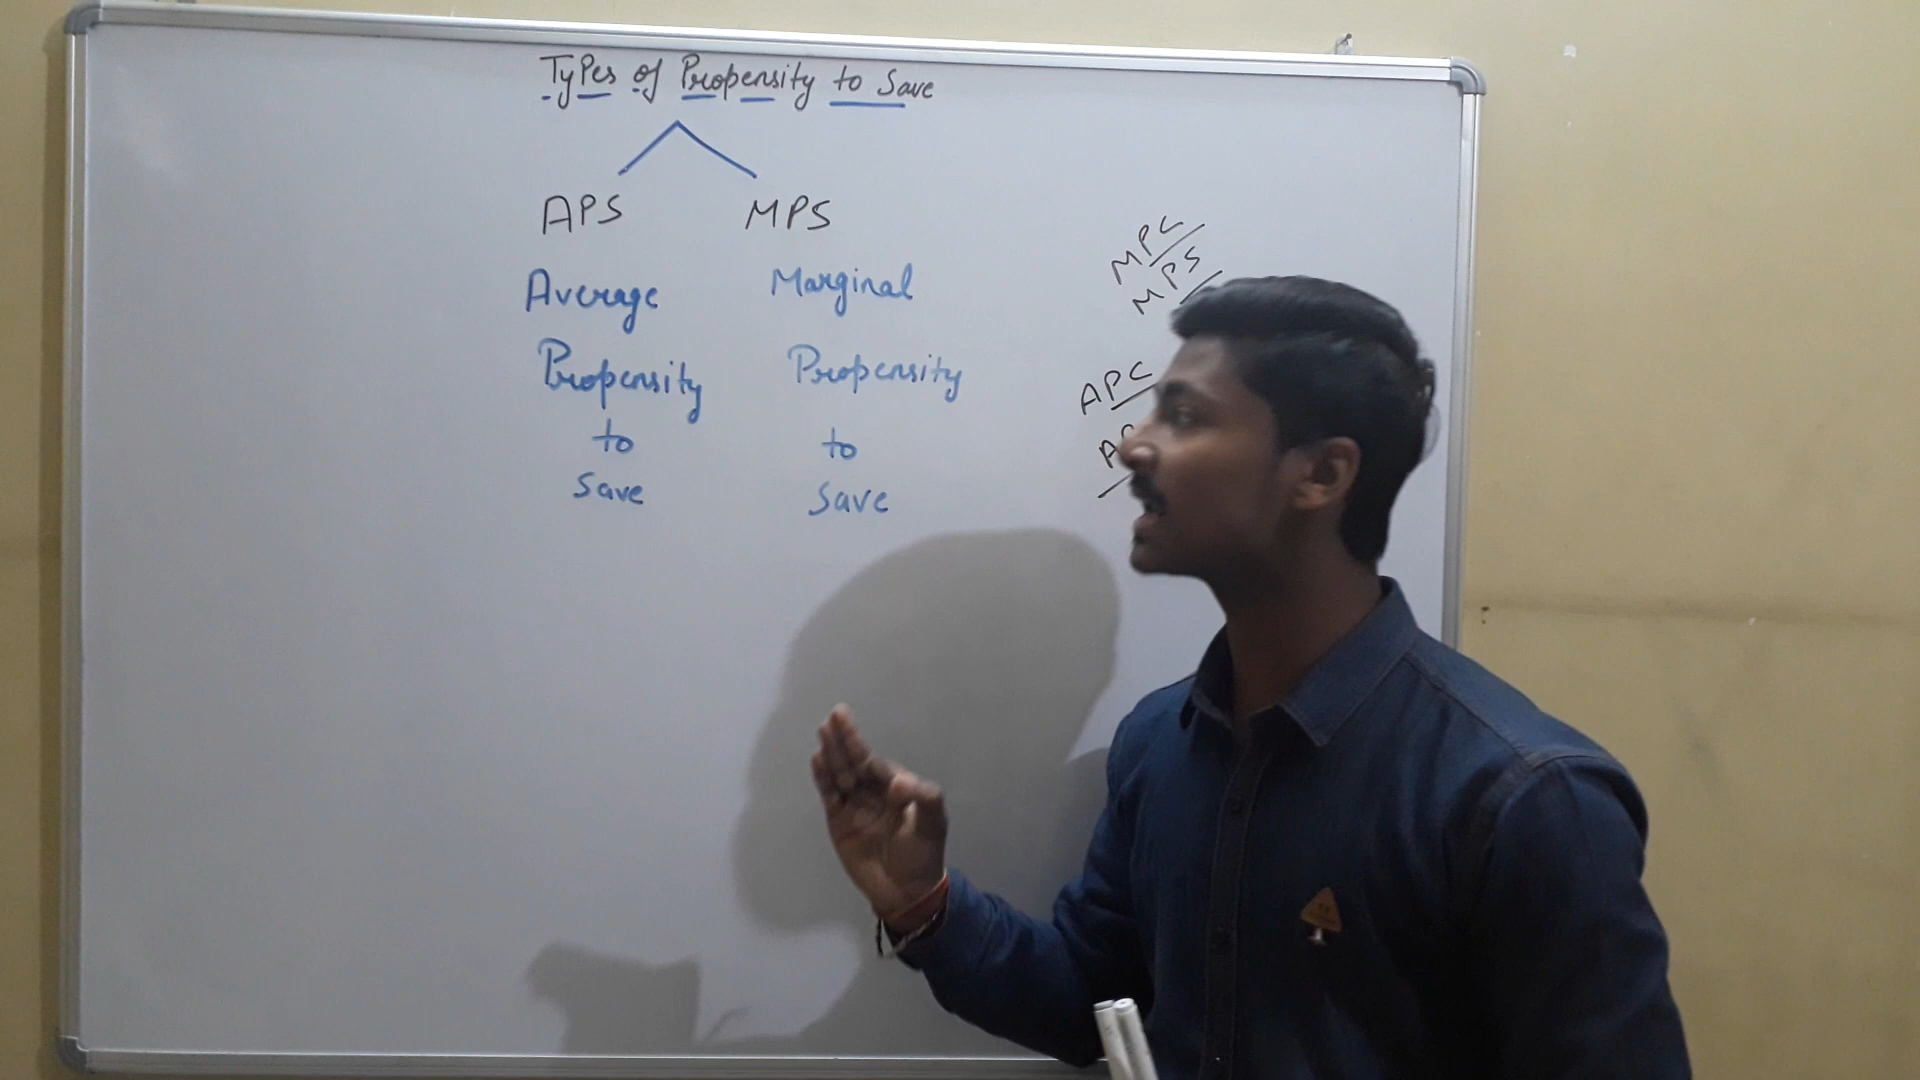 Types of Propensity to Save
APS MPS
Average Marginal
Propensity Propensity
to to
Save Save
MPC
MPS
APC